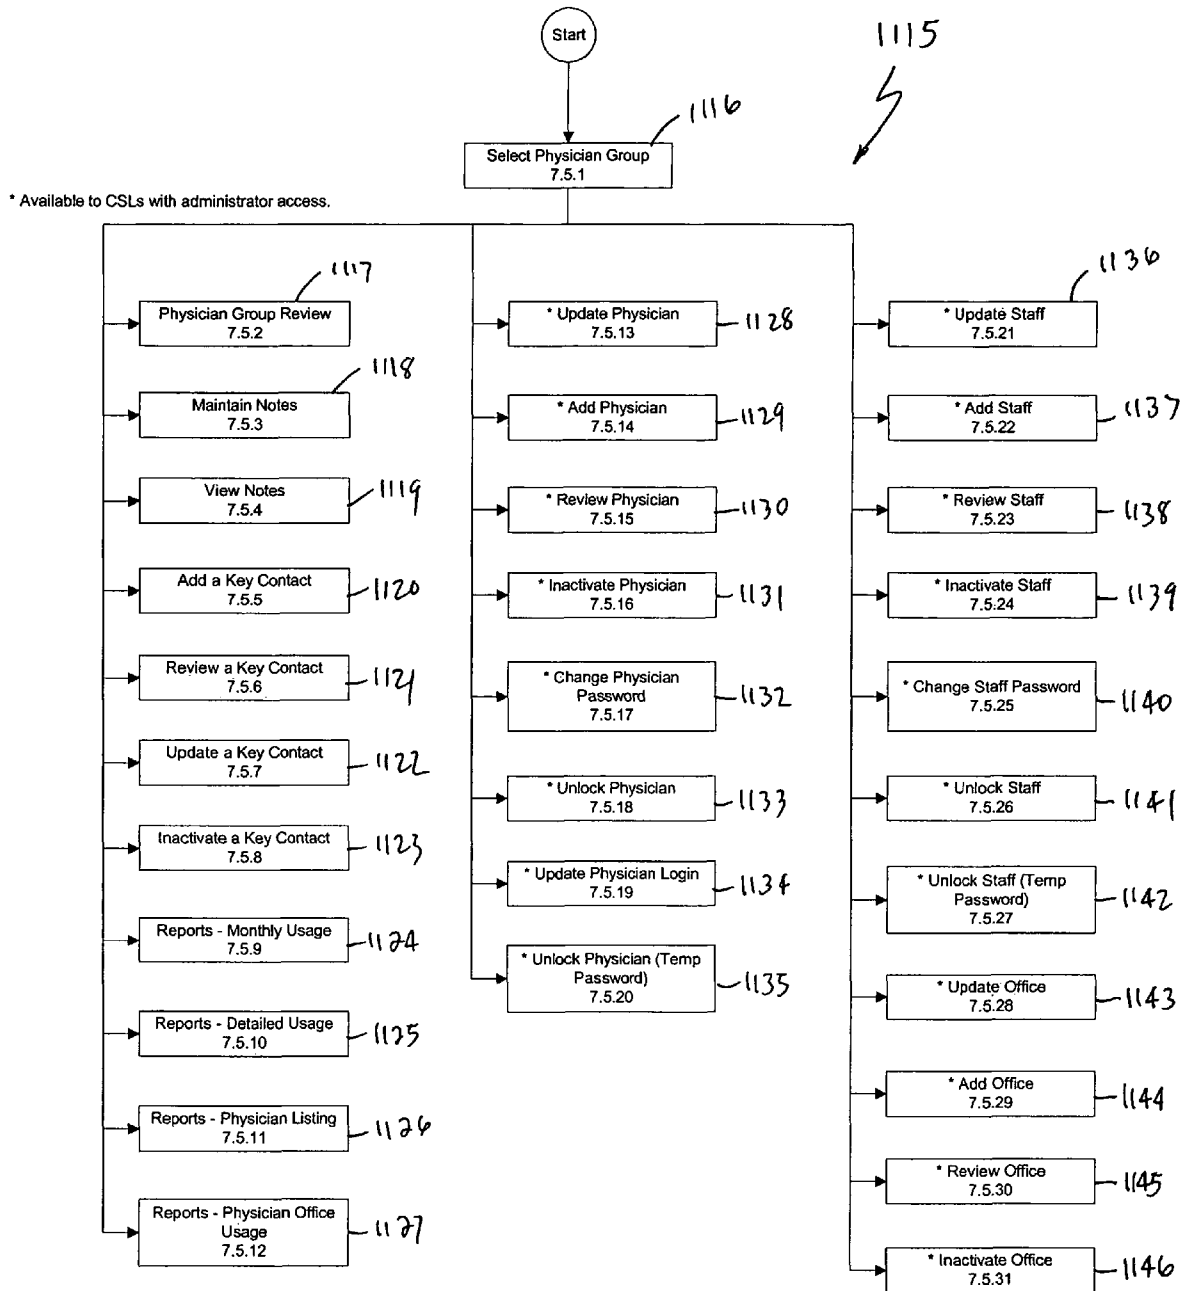 Start
1115
1116
Select Physician Group
7.5.1
* Available to CSLs with administrator access.
1117
Physician Group Review
7.5.2
1118
Maintain Notes
7.5.3
View Notes
7.5.4
1119
Add a Key Contact
7.5.5
1120
Review a Key Contact
7.5.6
1121
Update a Key Contact
7.5.7
1122
Inactivate a Key Contact
7.5.8
1123
Reports - Monthly Usage
7.5.9
1124
Reports - Detailed Usage
7.5.10
1125
Reports - Physician Listing
7.5.11
1126
Reports - Physician Office
Usage
7.5.12
1127
* Update Physician
7.5.13
1128
* Add Physician
7.5.14
1129
* Review Physician
7.5.15
1130
* Inactivate Physician
7.5.16
1131
* Change Physician
Password
7.5.17
1132
* Unlock Physician
7.5.18
1133
* Update Physician Login
7.5.19
1134
* Unlock Physician (Temp
Password)
7.5.20
1135
1136
* Update Staff
7.5.21
* Add Staff
7.5.22
1137
* Review Staff
7.5.23
1138
* Inactivate Staff
7.5.24
1139
* Change Staff Password
7.5.25
1140
* Unlock Staff
7.5.26
1141
* Unlock Staff (Temp
Password)
7.5.27
1142
* Update Office
7.5.28
1143
* Add Office
7.5.29
1144
* Review Office
7.5.30
1145
* Inactivate Office
7.5.31
1146